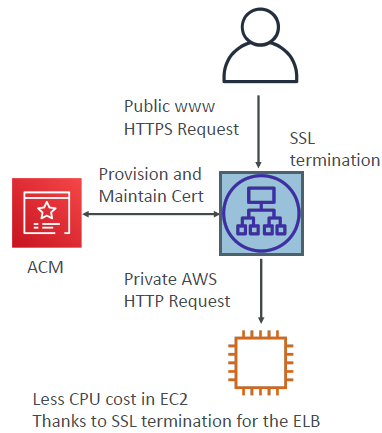 Public www
HTTPS Request
SSL
termination
Provision and
Maintain Cert
ACM
Private AWS
HTTP Request
Less CPU cost in EC2
Thanks to SSL termination for the ELB